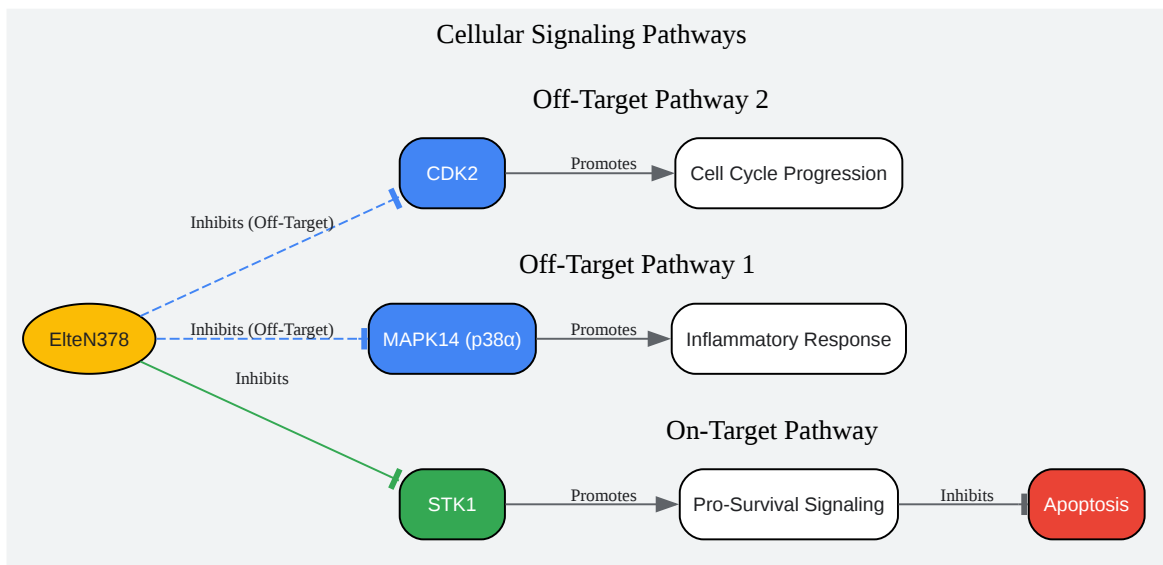 Cellular Signaling Pathways
Off-Target Pathway 2
CDK2
Promotes
Cell Cycle Progression
Inhibits (Off-Target)
Off-Target Pathway 1
ElteN378
Inhibits (Off-Target)
MAPK14 (p38α)
Promotes
Inflammatory Response
Inhibits
On-Target Pathway
STK1
Promotes
Pro-Survival Signaling
Inhibits
Apoptosis